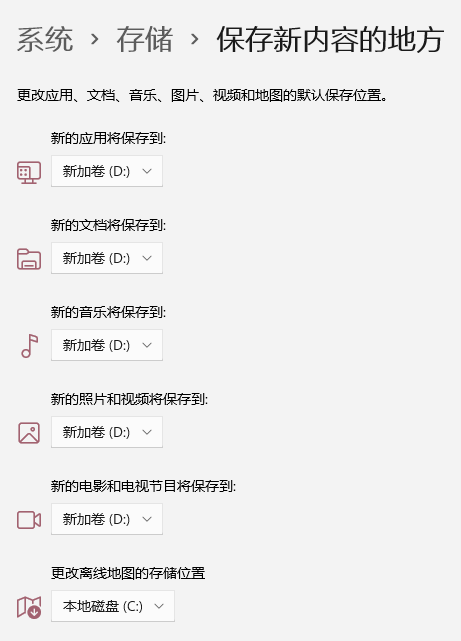 系统 > 存储 > 保存新内容的地方
更改应用、文档、音乐、图片、视频和地图的默认保存位置。
新的应用将保存到:
新加卷 (D:)
新的文档将保存到:
新加卷 (D:)
新的音乐将保存到:
新加卷 (D:)
新的照片和视频将保存到:
新加卷 (D:)
新的电影和电视节目将保存到:
新加卷 (D:)
更改离线地图的存储位置
本地磁盘 (C:)